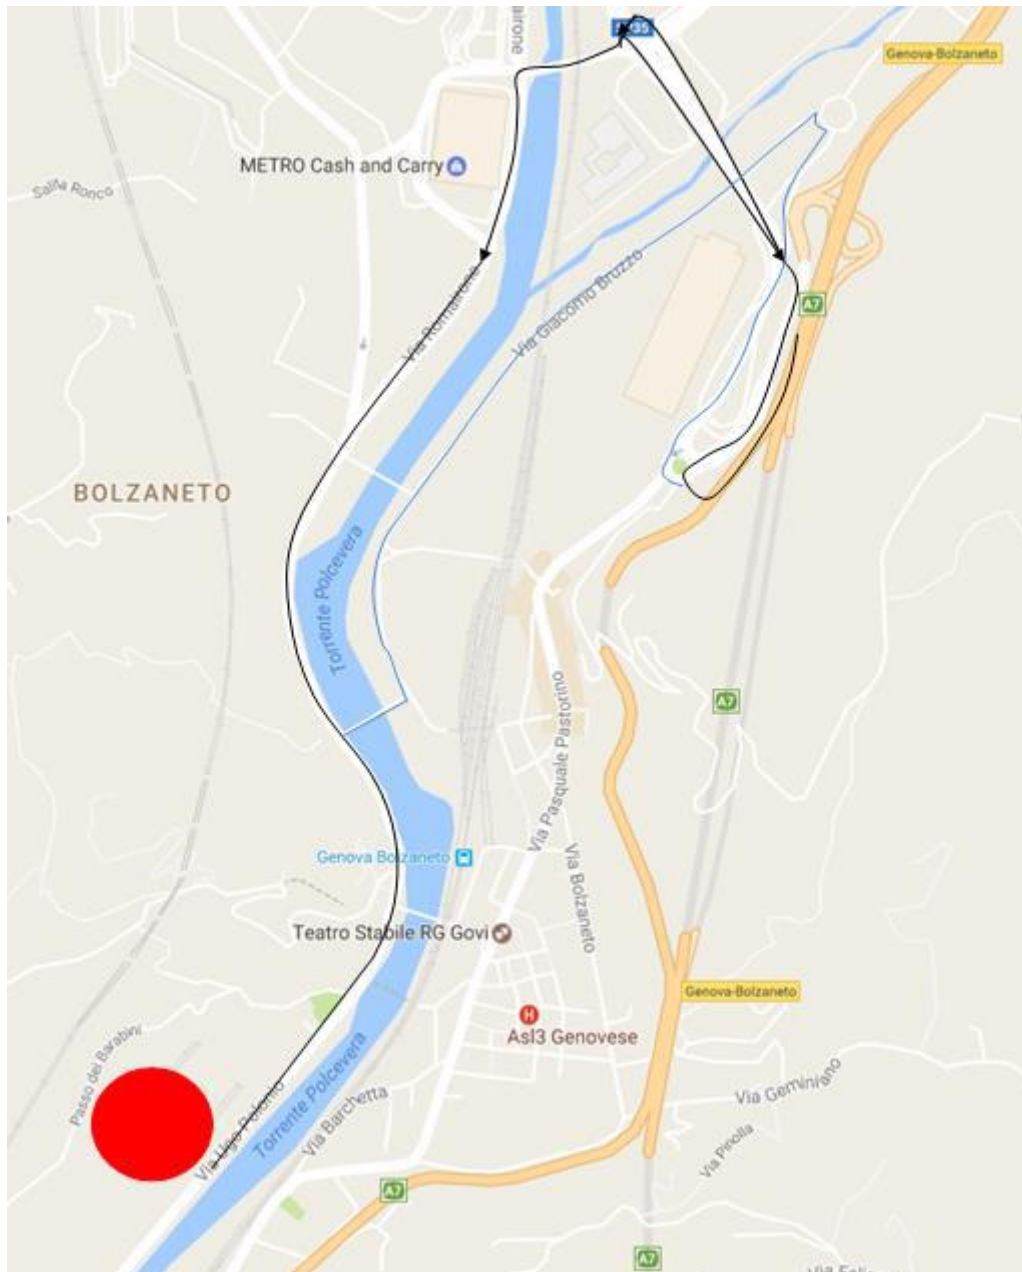 airone
Genova-Bolzaneto
METRO Cash and Carry
Salita Ronco
Via Romairone
Via Giacomo Bruzzo
A7
BOLZANETO
Torrente Polcevera
A7
Via Pasquale Pastorino
Genova Bolzaneto
Via Bolzaneto
Teatro Stabile RG Govi
Genova-Bolzaneto
H
Asl3 Genovese
Passo dei Barabini
Via Geminiano
Via Ugo Polonio
Torrente Polcevera
Via Barchetta
Via Pinolla
A7
A7